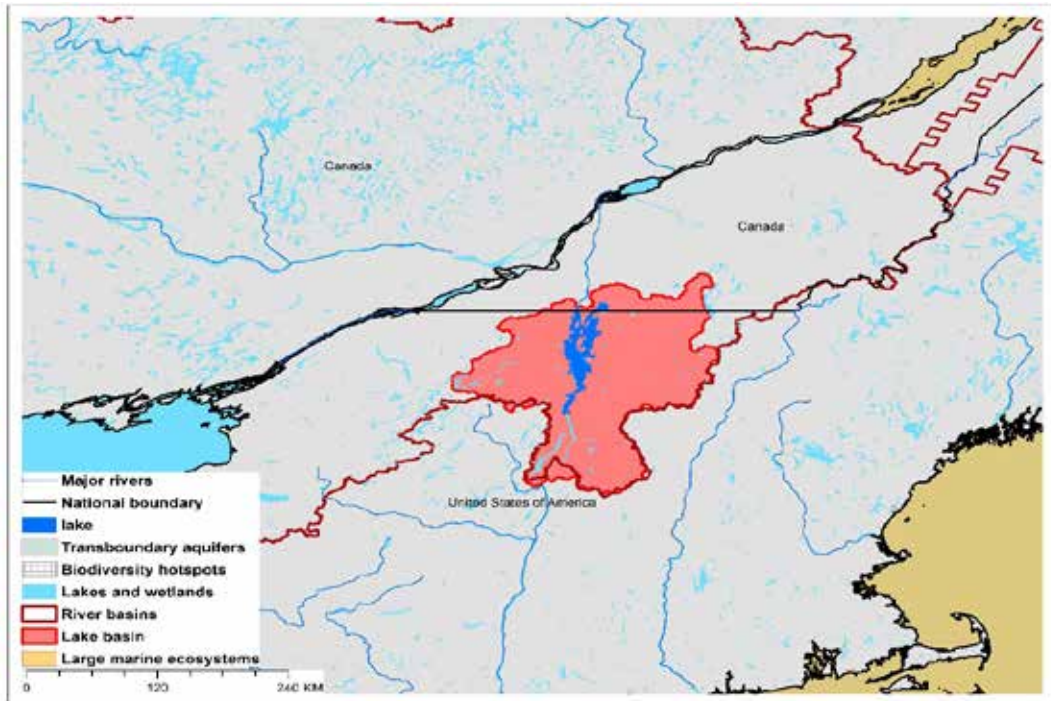 Canada
Canada
United States of America
Major rivers
National boundary
lake
Transboundary aquifers
Biodiversity hotspots
Lakes and wetlands
River basins
Lake basin
Large marine ecosystems
0 120 240 KM